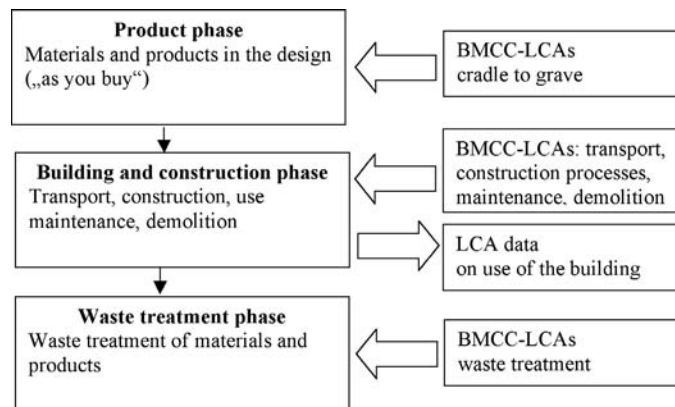 Product phase
Materials and products in the design
(„as you buy“)
BMCC-LCAs
cradle to grave
Building and construction phase
Transport, construction, use
maintenance, demolition
BMCC-LCAs: transport,
construction processes,
maintenance, demolition
LCA data
on use of the building
Waste treatment phase
Waste treatment of materials and
products
BMCC-LCAs
waste treatment